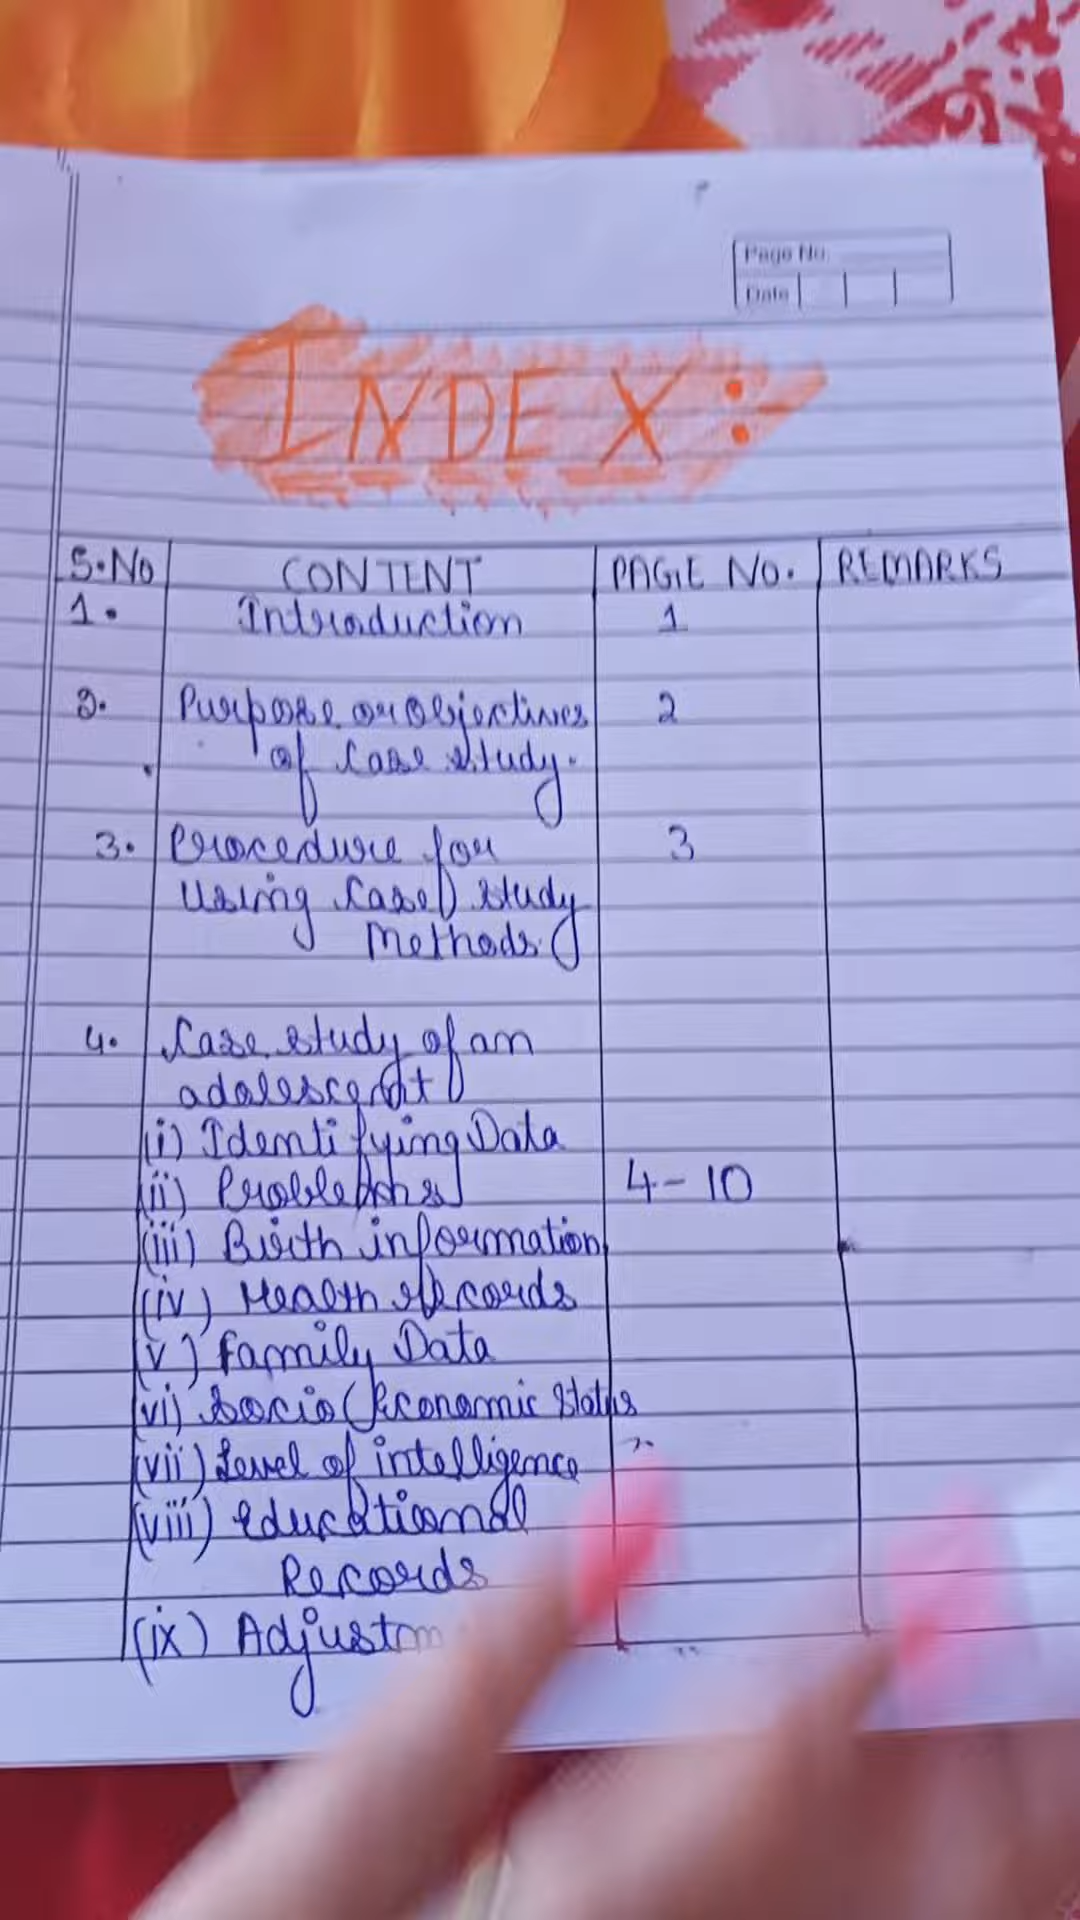 Page No.
Date
INDEX:
S.No CONTENT PAGE No. REMARKS
1. Introduction 1
2. Purpose or objectives 2
of Case study.
3. Procedure for 3
Using Case study
Methods.
4. Case study of an
adolescent
(i) Identifying Data
(ii) Problems 4-10
(iii) Birth information
(iv) Health records
(v) family Data
(vi) Socio Economic Status
(vii) Level of intelligence
(viii) educational
Records
(ix) Adjustm